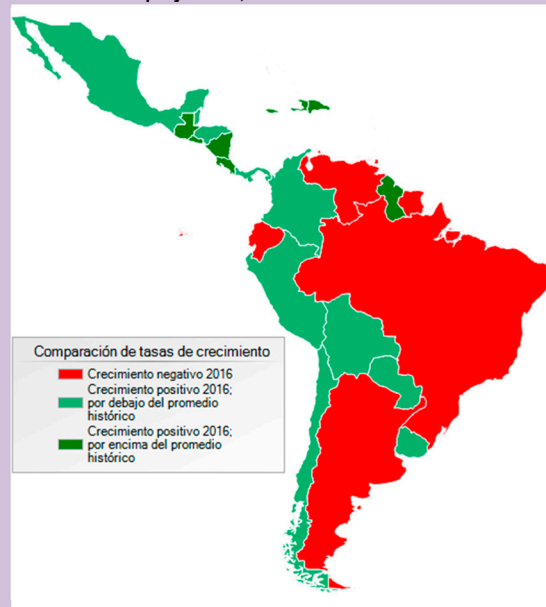 Comparación de tasas de crecimiento
Crecimiento negativo 2016
Crecimiento positivo 2016;
por debajo del promedio
histórico
Crecimiento positivo 2016;
por encima del promedio
histórico